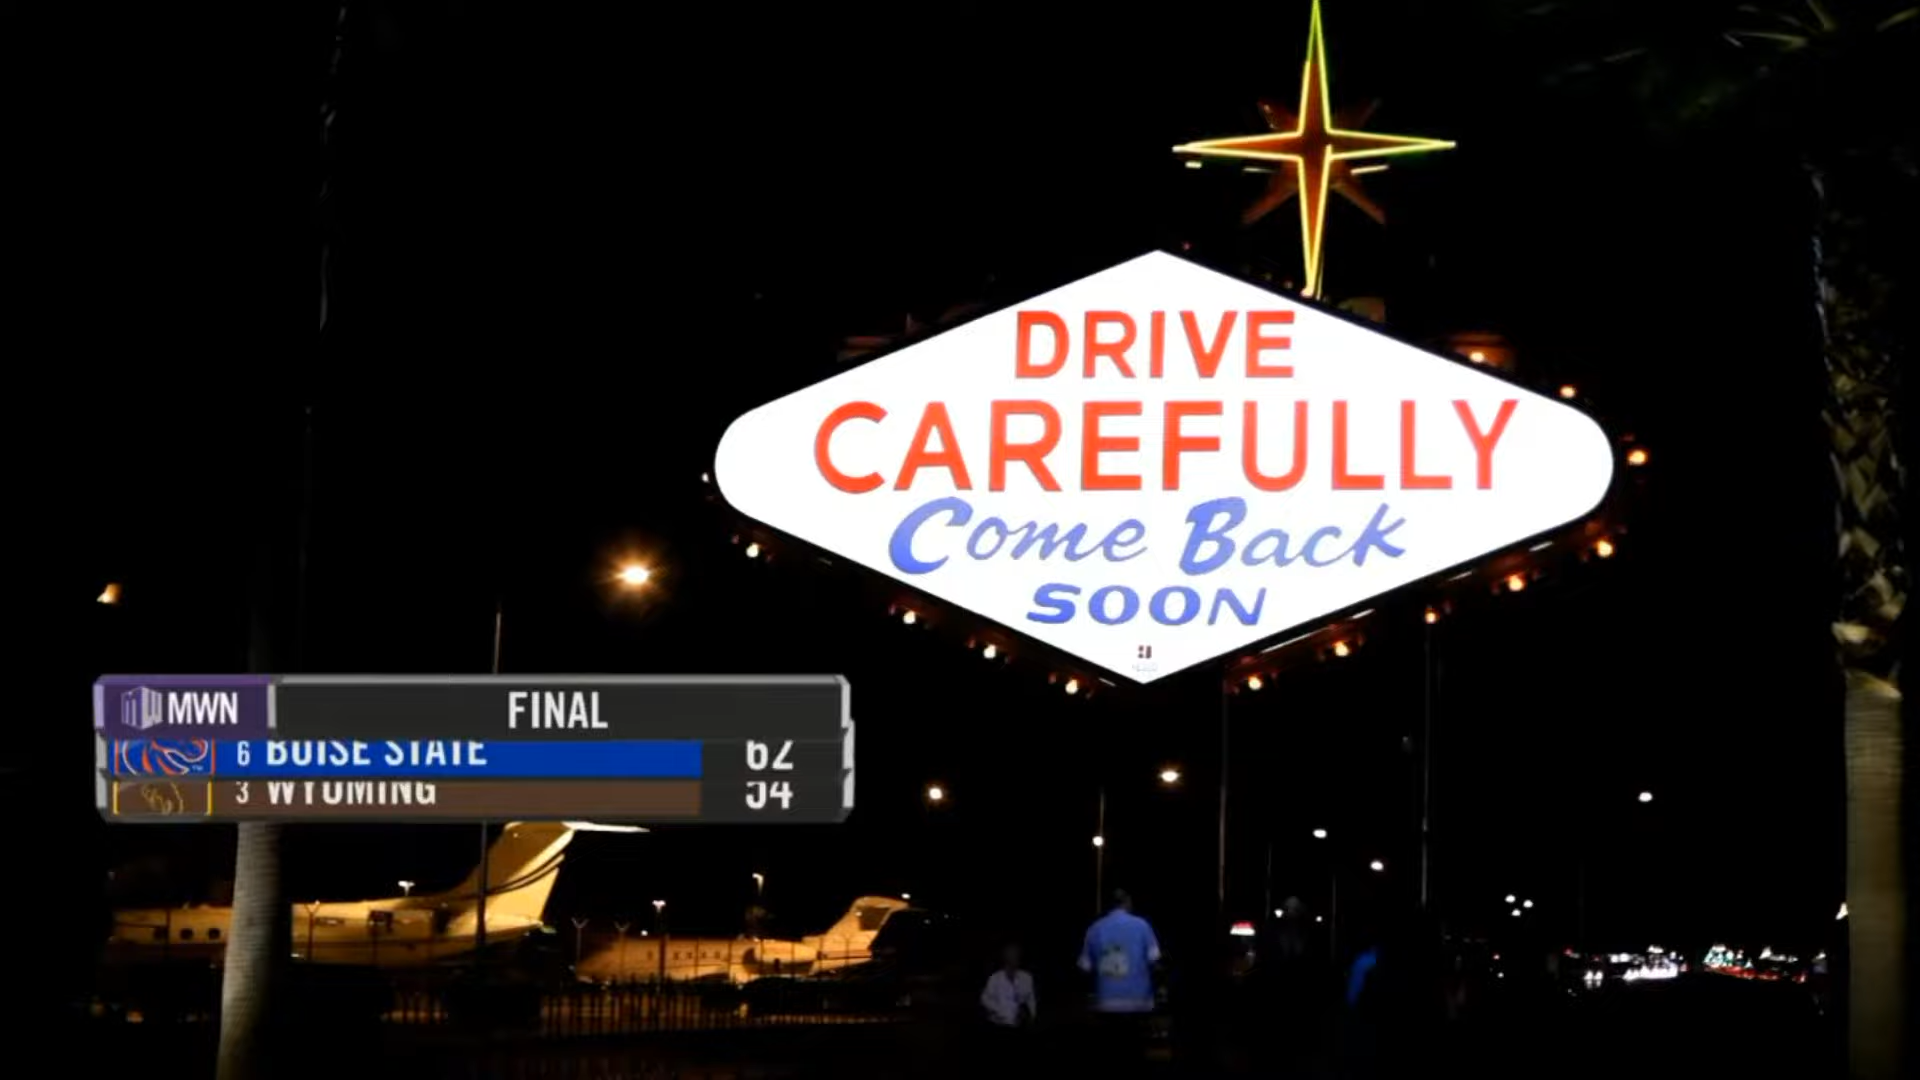 DRIVE
CAREFULLY
Come Back
SOON
MWN FINAL
6 BOISE STATE 62
3 WYOMING 54